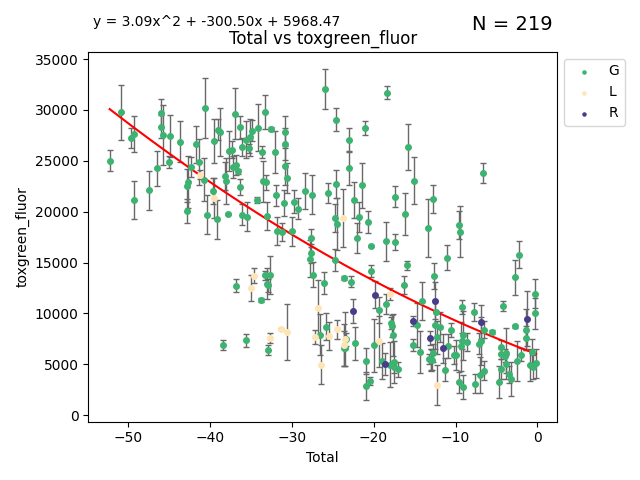 y = 3.09x^2 + -300.50x + 5968.47
N = 219
Total vs toxgreen_fluor
35000
30000
25000
20000
15000
10000
5000
0
toxgreen_fluor
−50
−40
−30
−20
−10
0
Total
G
L
R